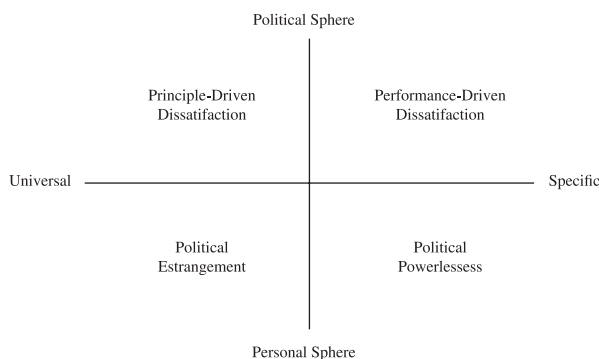 Political Sphere
Principle-Driven
Dissatifaction
Performance-Driven
Dissatifaction
Universal
Specific
Political
Estrangement
Political
Powerlessess
Personal Sphere